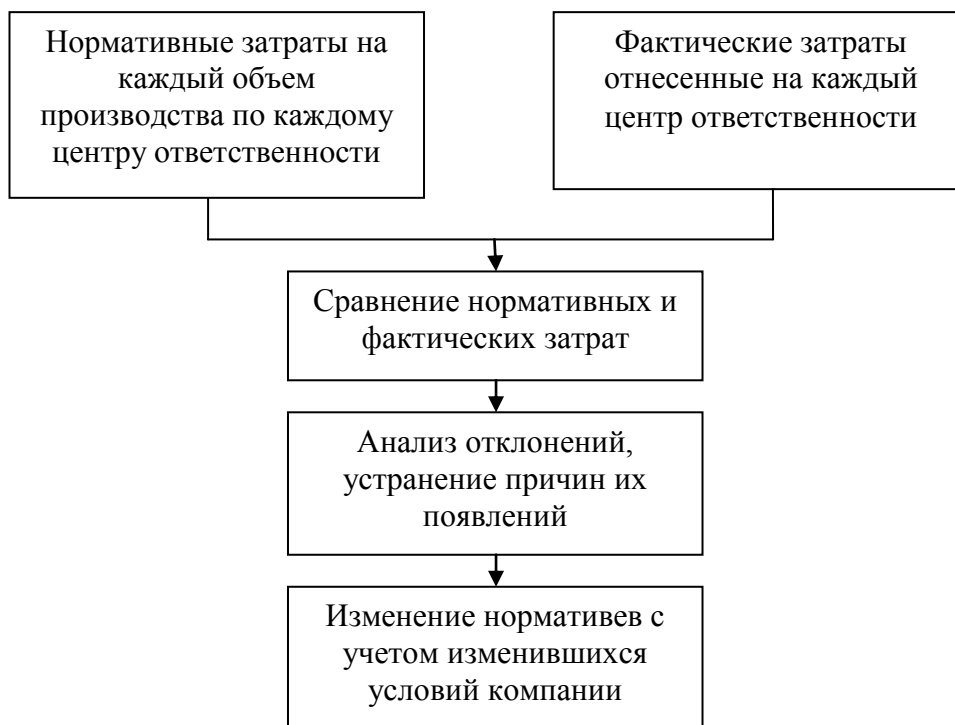 Нормативные затраты на
каждый объем
производства по каждому
центру ответственности
Фактические затраты
отнесенные на каждый
центр ответственности
Сравнение нормативных и
фактических затрат
Анализ отклонений,
устранение причин их
появлений
Изменение нормативев с
учетом изменившихся
условий компании